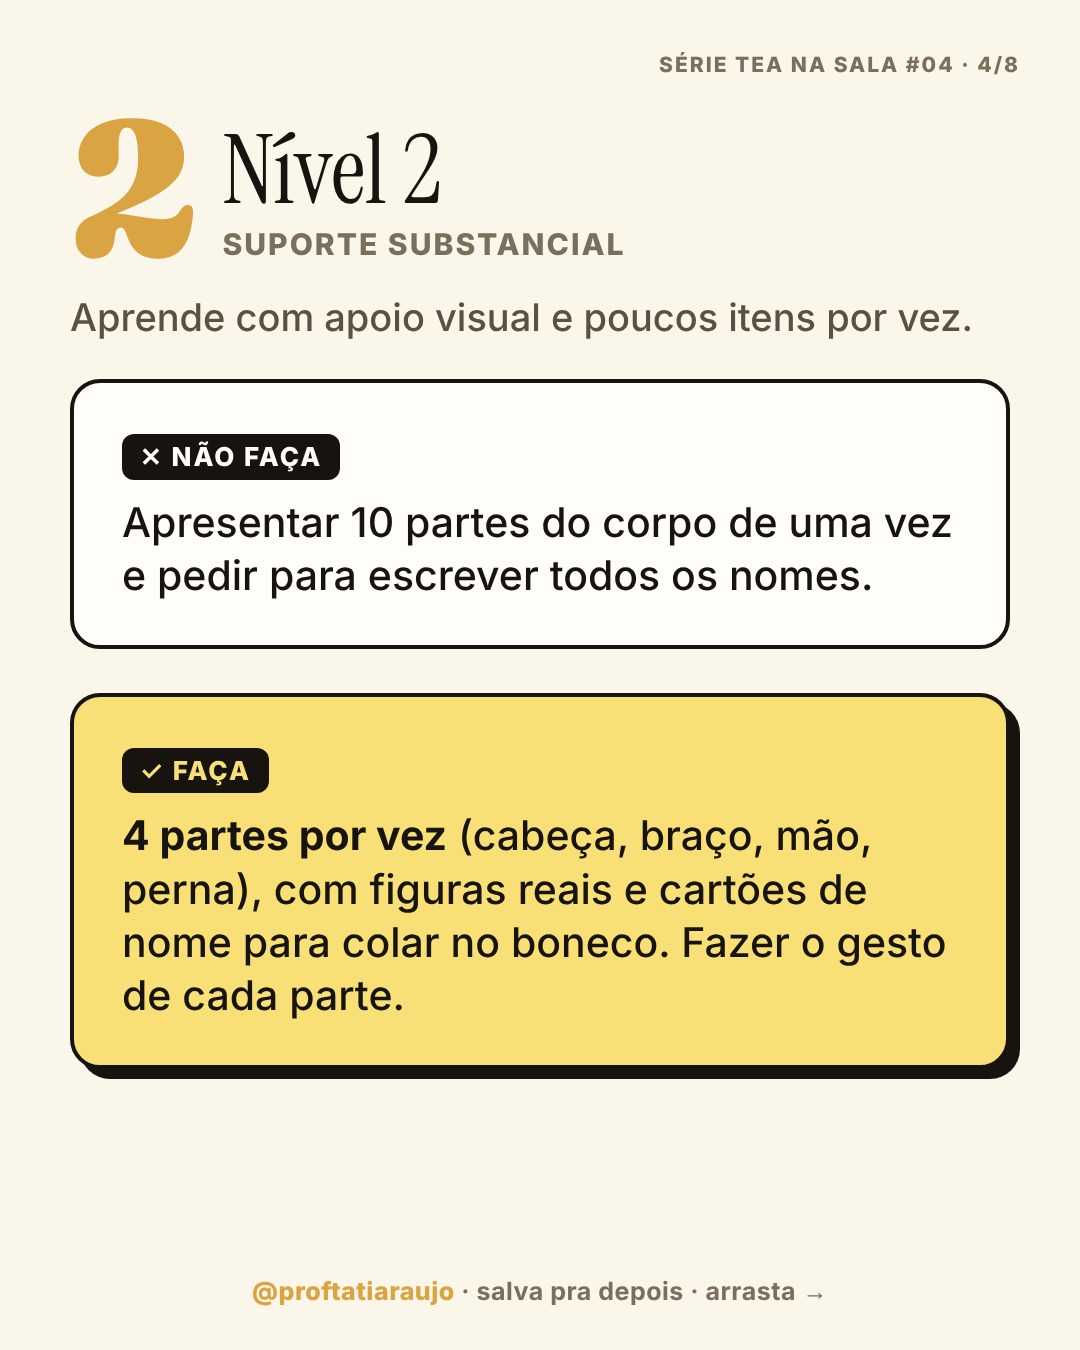 SÉRIE TEA NA SALA #04 · 4/8
2
Nível 2
SUPORTE SUBSTANCIAL
Aprende com apoio visual e poucos itens por vez.
✕ NÃO FAÇA
Apresentar 10 partes do corpo de uma vez
e pedir para escrever todos os nomes.
✓ FAÇA
4 partes por vez (cabeça, braço, mão,
perna), com figuras reais e cartões de
nome para colar no boneco. Fazer o gesto
de cada parte.
@proftatiaraujo · salva pra depois · arrasta →